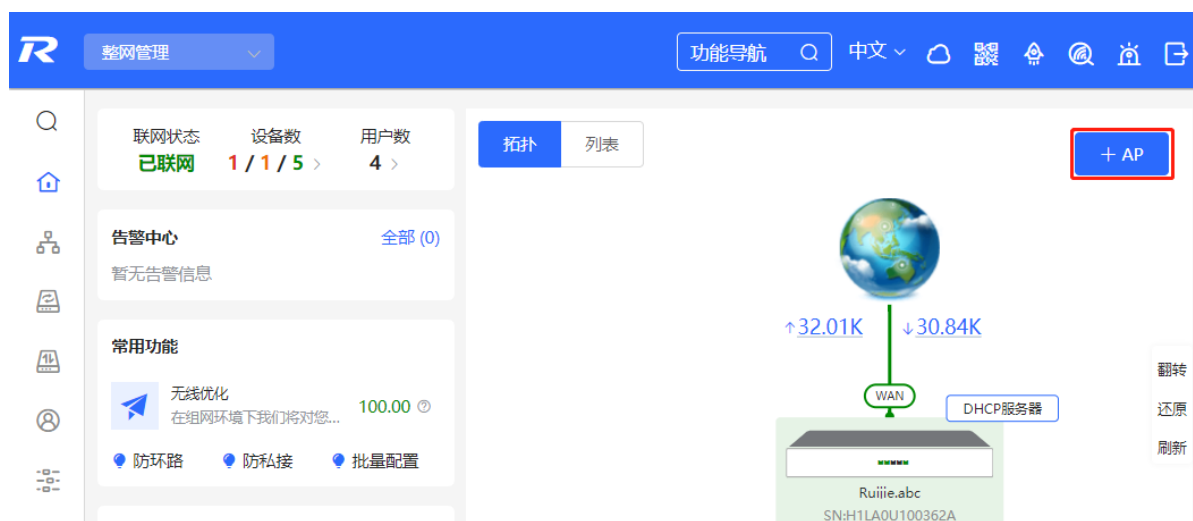 整网管理
功能导航
中文
联网状态 设备数 用户数
已联网 1 / 1 / 5 > 4 >
拓扑 列表
+ AP
告警中心 全部 (0)
暂无告警信息
↑32.01K ↓30.84K
常用功能
无线优化
在组网环境下我们将对您... 100.00
防环路 防私接 批量配置
WAN
DHCP服务器
Ruijie.abc
SN:H1LA0U100362A
翻转
还原
刷新